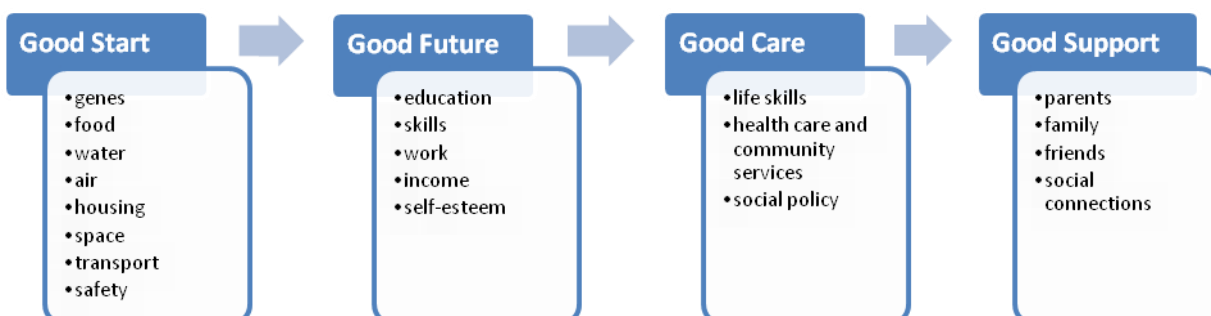 Good Start
•genes
•food
•water
•air
•housing
•space
•transport
•safety
Good Future
•education
•skills
•work
•income
•self-esteem
Good Care
•life skills
•health care and
community
services
•social policy
Good Support
•parents
•family
•friends
•social
connections